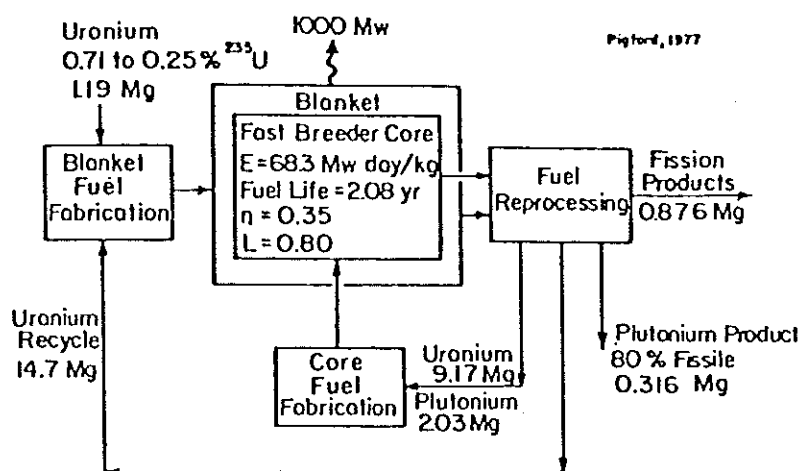 Uronium
0.71 to 0.25% ²³⁵U
1.19 Mg
1000 Mw
Pigford, 1977
Blanket
Fuel
Fabrication
Blanket
Fast Breeder Core
E = 68.3 Mw day/kg
Fuel Life = 2.08 yr
n = 0.35
L = 0.80
Fuel
Reprocessing
Fission
Products
0.876 Mg
Uronium
Recycle
14.7 Mg
Core
Fuel
Fabrication
Uronium
9.17 Mg
Plutonium
2.03 Mg
Plutonium Product
80 % Fissile
0.316 Mg